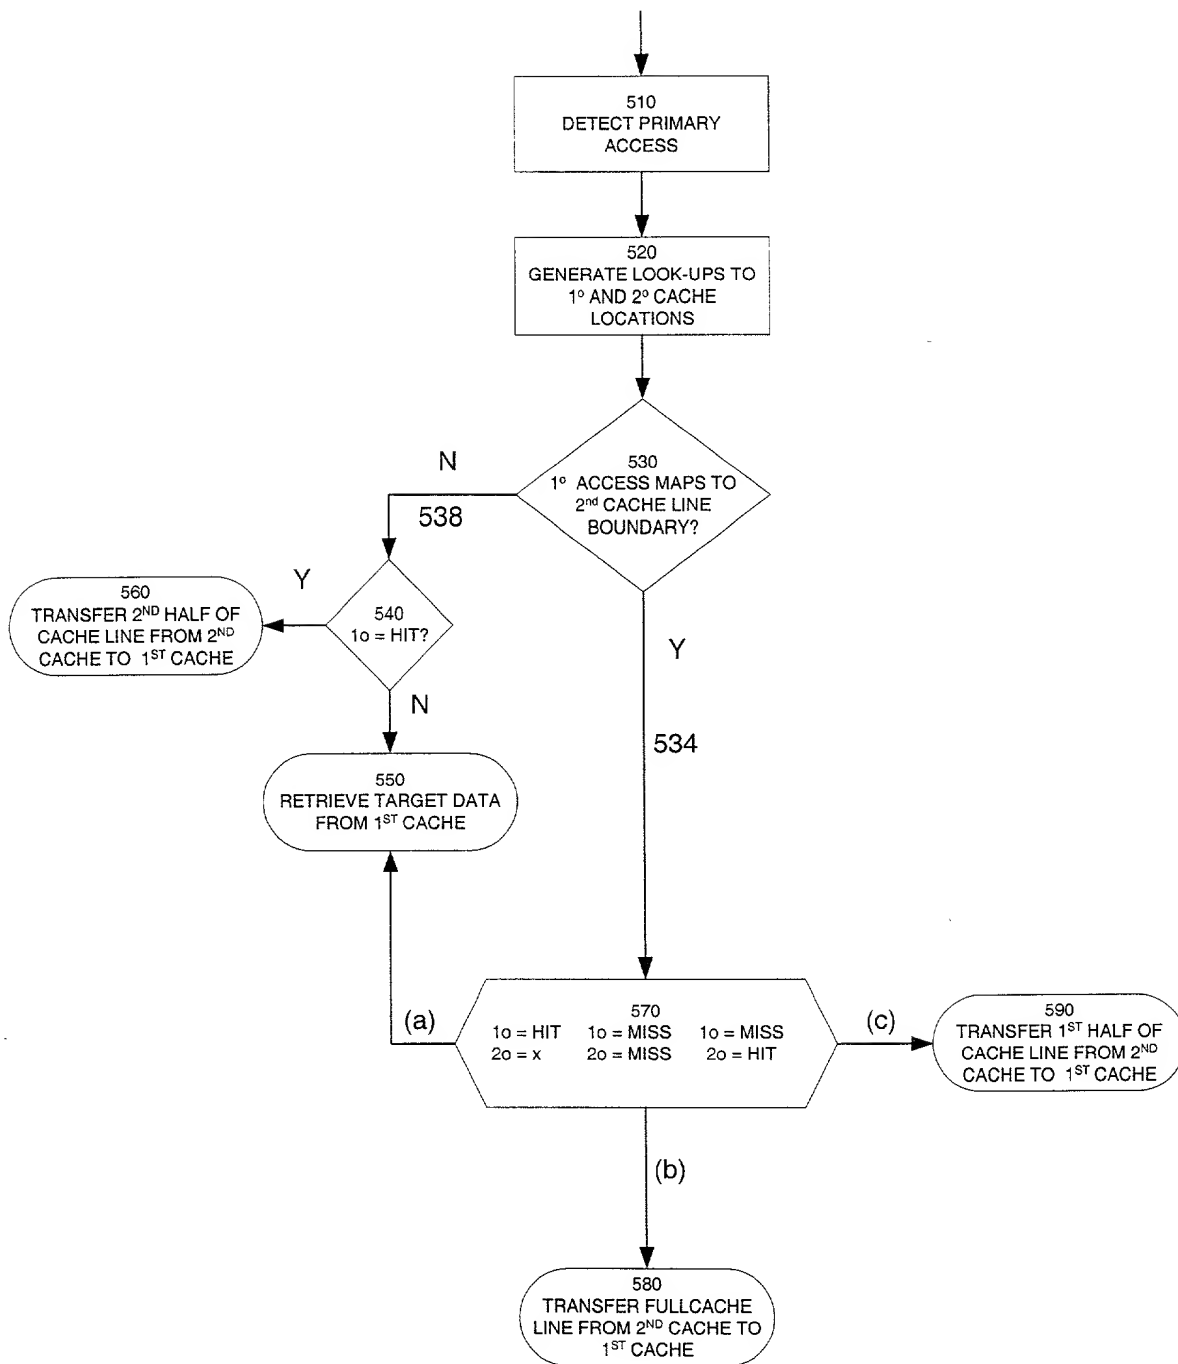 510
DETECT PRIMARY
ACCESS
520
GENERATE LOOK-UPS TO
1º AND 2º CACHE
LOCATIONS
N
530
1º ACCESS MAPS TO
2nd CACHE LINE
BOUNDARY?
538
Y
560
TRANSFER 2ND HALF OF
CACHE LINE FROM 2ND
CACHE TO 1ST CACHE
540
1o = HIT?
Y
N
534
550
RETRIEVE TARGET DATA
FROM 1ST CACHE
(a)
570
1o = HIT 1o = MISS 1o = MISS
2o = x 2o = MISS 2o = HIT
(c)
590
TRANSFER 1ST HALF OF
CACHE LINE FROM 2ND
CACHE TO 1ST CACHE
(b)
580
TRANSFER FULLCACHE
LINE FROM 2ND CACHE TO
1ST CACHE